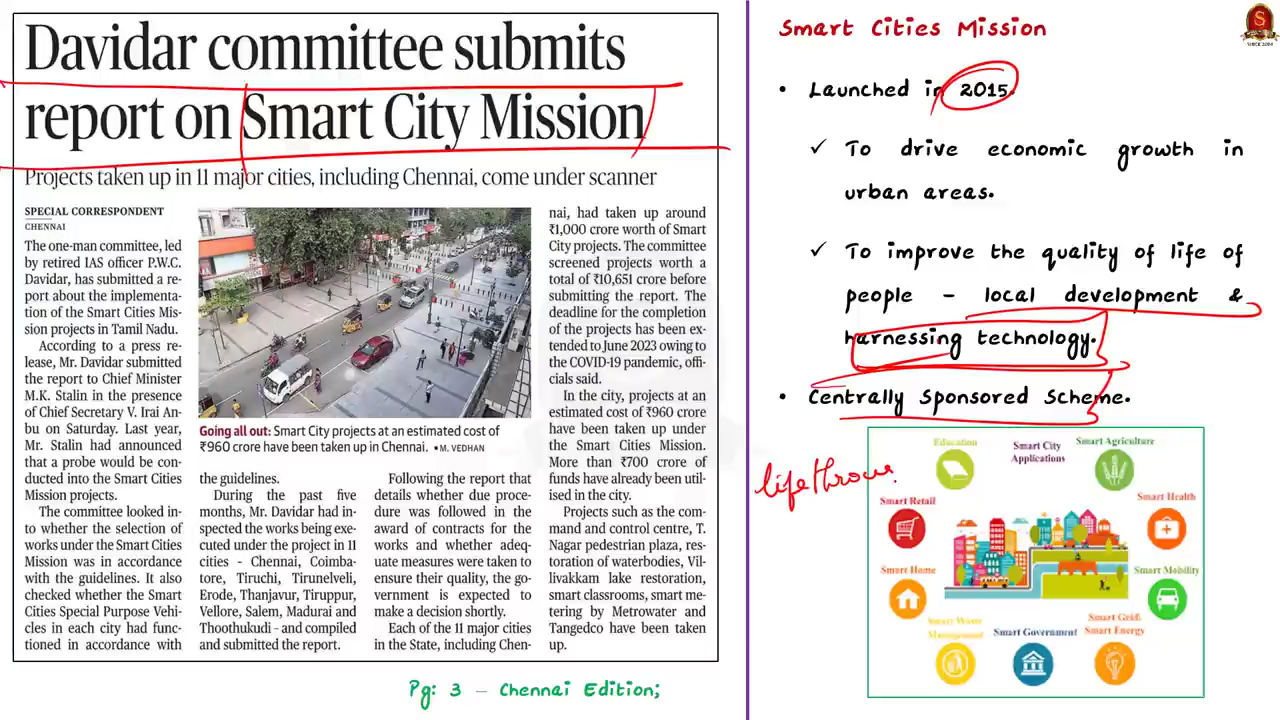 Davidar committee submits
report on Smart City Mission
Projects taken up in 11 major cities, including Chennai, come under scanner
SPECIAL CORRESPONDENT
CHENNAI
The one-man committee, led
by retired IAS officer P.W.C.
Davidar, has submitted a re-
port about the implementa-
tion of the Smart Cities Mis-
sion projects in Tamil Nadu.
According to a press re-
lease, Mr. Davidar submitted
the report to Chief Minister
M.K. Stalin in the presence
of Chief Secretary V. Irai An-
bu on Saturday. Last year,
Mr. Stalin had announced
that a probe would be con-
ducted into the Smart Cities
Mission projects.
The committee looked in-
to whether the selection of
works under the Smart Cities
Mission was in accordance
with the guidelines. It also
checked whether the Smart
Cities Special Purpose Vehi-
cles in each city had func-
tioned in accordance with
Going all out: Smart City projects at an estimated cost of
₹960 crore have been taken up in Chennai. • M. VEDHAN
the guidelines.
During the past five
months, Mr. Davidar had in-
spected the works being exe-
cuted under the project in 11
cities - Chennai, Coimba-
tore, Tiruchi, Tirunelveli,
Erode, Thanjavur, Tiruppur,
Vellore, Salem, Madurai and
Thoothukudi - and compiled
and submitted the report.
Following the report that
details whether due proce-
dure was followed in the
award of contracts for the
works and whether adeq-
uate measures were taken to
ensure their quality, the go-
vernment is expected to
make a decision shortly.
Each of the 11 major cities
in the State, including Chen-
nai, had taken up around
₹1,000 crore worth of Smart
City projects. The committee
screened projects worth a
total of ₹10,651 crore before
submitting the report. The
deadline for the completion
of the projects has been ex-
tended to June 2023 owing to
the COVID-19 pandemic, offi-
cials said.
In the city, projects at an
estimated cost of ₹960 crore
have been taken up under
the Smart Cities Mission.
More than ₹700 crore of
funds have already been util-
ised in the city.
Projects such as the com-
mand and control centre, T.
Nagar pedestrian plaza, res-
toration of waterbodies, Vil-
livakkam lake restoration,
smart classrooms, smart me-
tering by Metrowater and
Tangedco have been taken
up.
Pg: 3 – Chennai Edition;
Smart Cities Mission
• Launched in 2015.
✓ To drive economic growth in
urban areas.
✓ To improve the quality of life of
people – local development &
harnessing technology.
• Centrally Sponsored Scheme.
Education
Smart City
Applications
Smart Agriculture
Smart Retail
Smart Health
Smart Home
Smart Mobility
Smart Waste
Management
Smart Government
Smart Grid/
Smart Energy
S
SINCE 2004